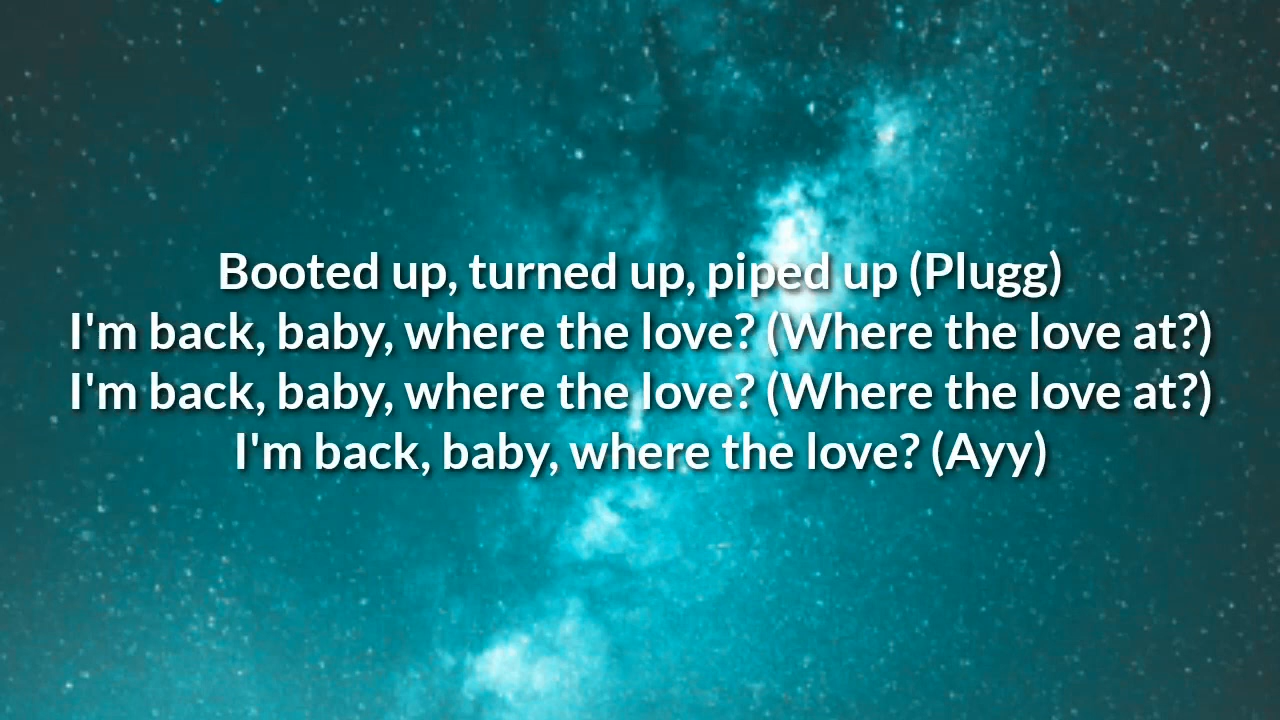 Booted up, turned up, piped up (Plugg)
I'm back, baby, where the love? (Where the love at?)
I'm back, baby, where the love? (Where the love at?)
I'm back, baby, where the love? (Ayy)